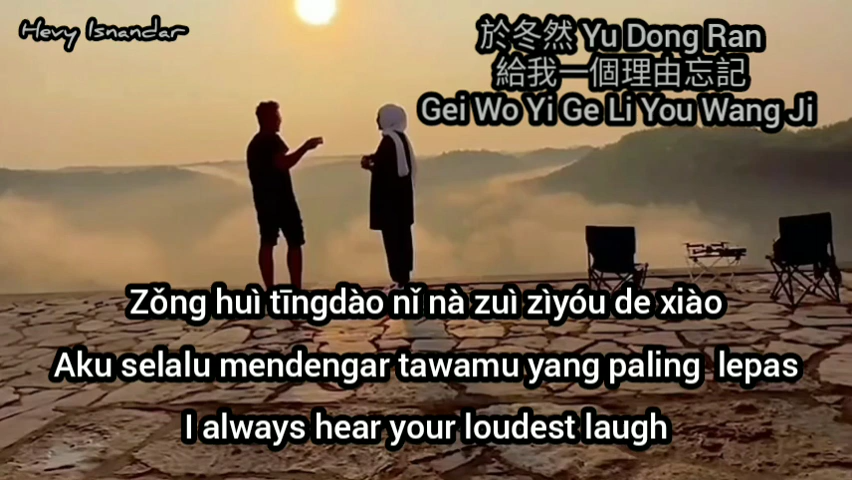 Hevy Isnandar
於冬然 Yu Dong Ran
給我一個理由忘記
Gei Wo Yi Ge Li You Wang Ji
Zǒng huì tīngdào nǐ nà zuì zìyóu de xiào
Aku selalu mendengar tawamu yang paling lepas
I always hear your loudest laugh